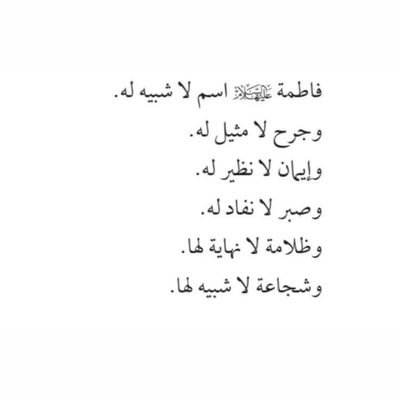 فاطمة عليها السلام اسم لا شبيه له.
وجرح لا مثيل له.
وإيمان لا نظير له.
وصبر لا نفاد له.
وظلامة لا نهاية لها.
وشجاعة لا شبيه لها.